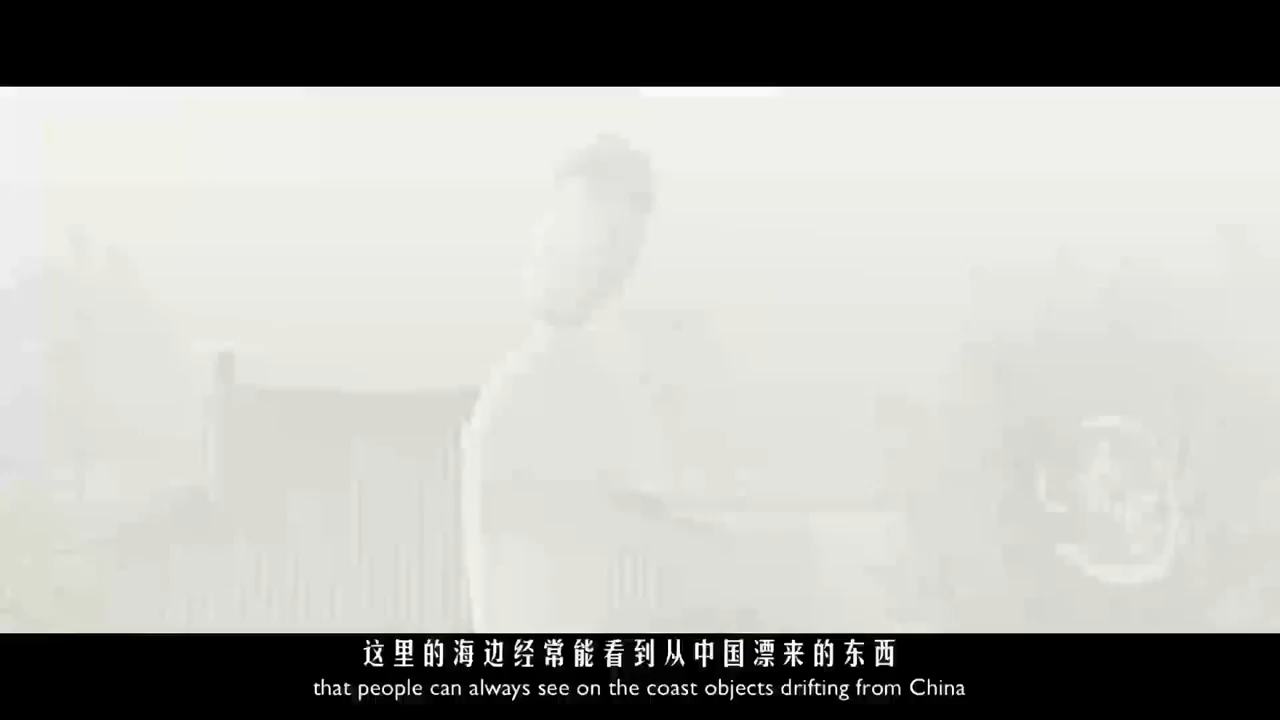 这里的海边经常能看到从中国漂来的东西
that people can always see on the coast objects drifting from China